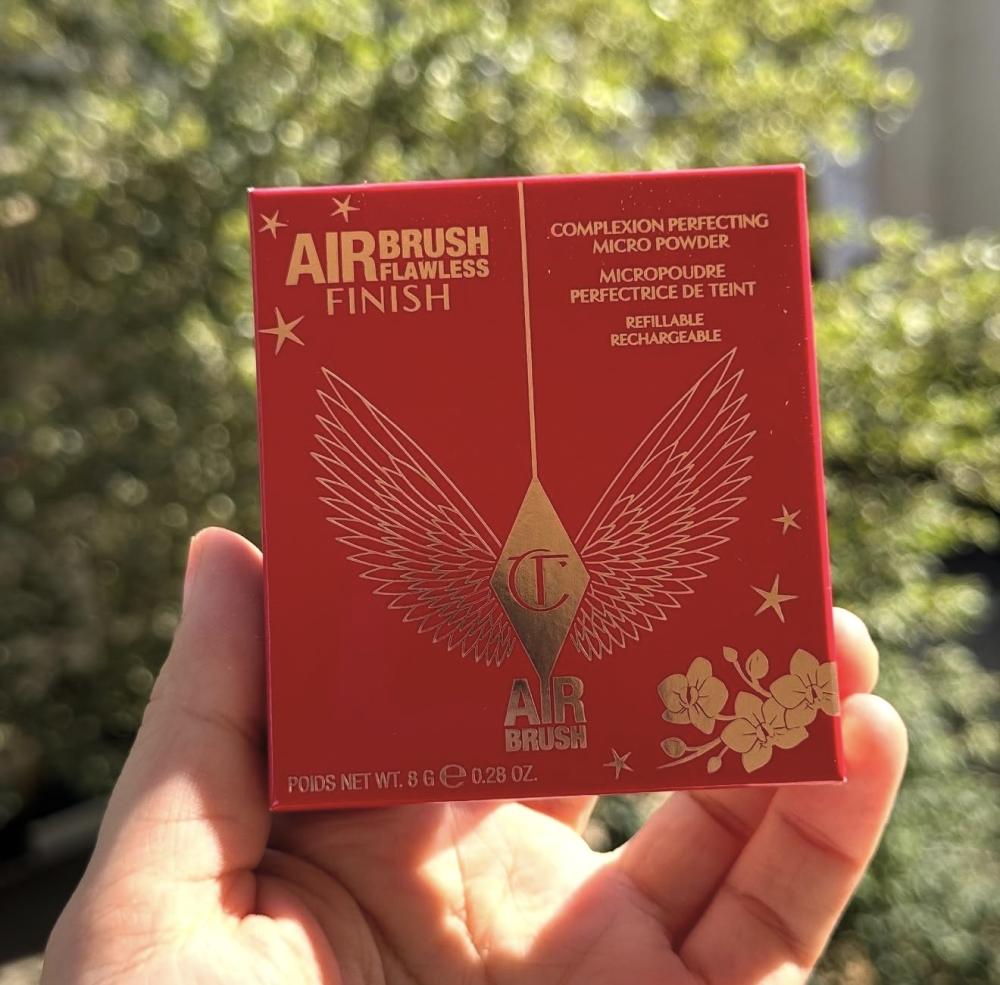 AIRBRUSH
FLAWLESS
FINISH
COMPLEXION PERFECTING
MICRO POWDER
MICROPOUDRE
PERFECTRICE DE TEINT
REFILLABLE
RECHARGEABLE
CT
AIR
BRUSH
POIDS NET WT. 8 G ℮ 0.28 OZ.